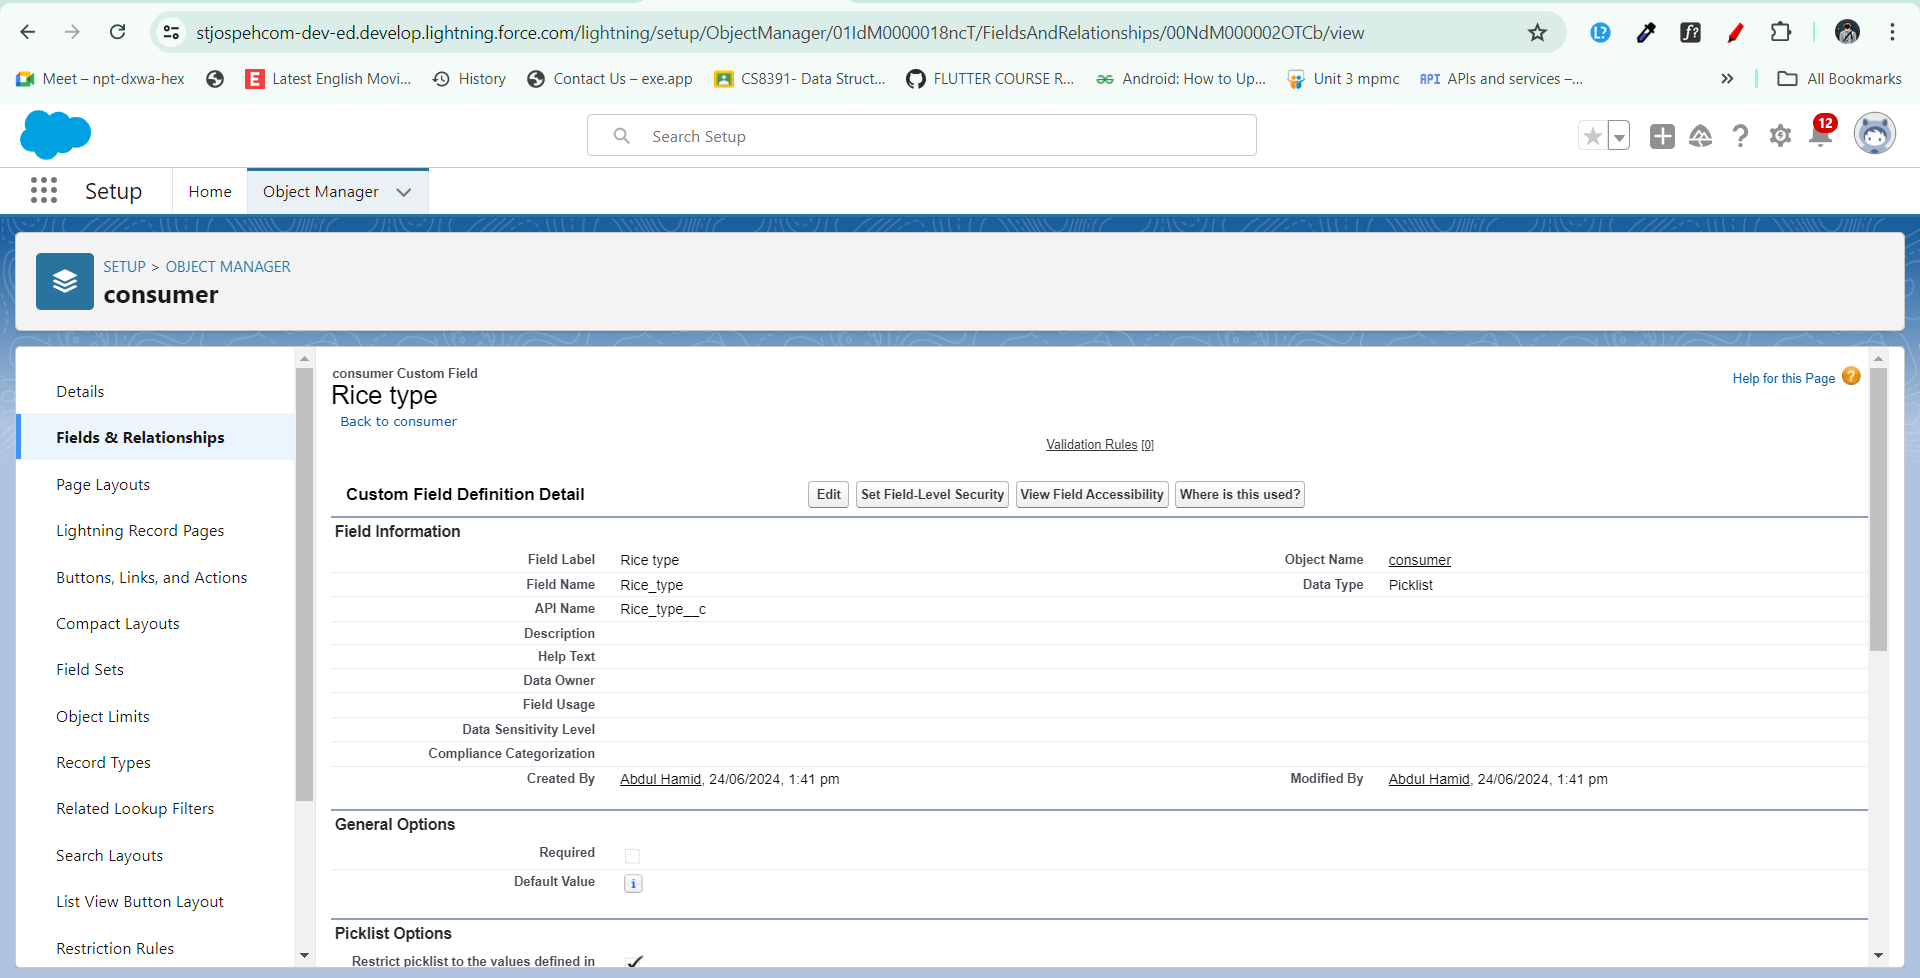 stjospehcom-dev-ed.develop.lightning.force.com/lightning/setup/ObjectManager/01IdM0000018ncT/FieldsAndRelationships/00NdM000002OTCb/view
Meet – npt-dxwa-hex
Latest English Movi...
History
Contact Us – exe.app
CS8391- Data Struct...
FLUTTER COURSE R...
Android: How to Up...
Unit 3 mpmc
API APIs and services –...
All Bookmarks
Search Setup
12
Setup
Home
Object Manager
SETUP > OBJECT MANAGER
consumer
Details
Fields & Relationships
Page Layouts
Lightning Record Pages
Buttons, Links, and Actions
Compact Layouts
Field Sets
Object Limits
Record Types
Related Lookup Filters
Search Layouts
List View Button Layout
Restriction Rules
consumer Custom Field
Rice type
Back to consumer
Help for this Page ?
Validation Rules [0]
Custom Field Definition Detail
Edit
Set Field-Level Security
View Field Accessibility
Where is this used?
Field Information
Field Label Rice type Object Name consumer
Field Name Rice_type Data Type Picklist
API Name Rice_type__c
Description
Help Text
Data Owner
Field Usage
Data Sensitivity Level
Compliance Categorization
Created By Abdul Hamid, 24/06/2024, 1:41 pm Modified By Abdul Hamid, 24/06/2024, 1:41 pm
General Options
Required
Default Value
Picklist Options
Restrict picklist to the values defined in